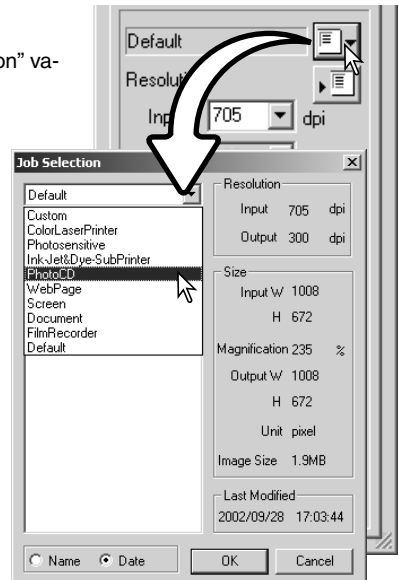 on” va-
Default
Resoluti
Inp 705 dpi
Job Selection
Default
Custom
ColorLaserPrinter
Photosensitive
Ink-Jet&Dye-SubPrinter
PhotoCD
WebPage
Screen
Document
FilmRecorder
Default
Resolution
Input 705 dpi
Output 300 dpi
Size
Input W 1008
H 672
Magnification 235 %
Output W 1008
H 672
Unit pixel
Image Size 1.9MB
Last Modified
2002/09/28 17:03:44
Name Date OK Cancel